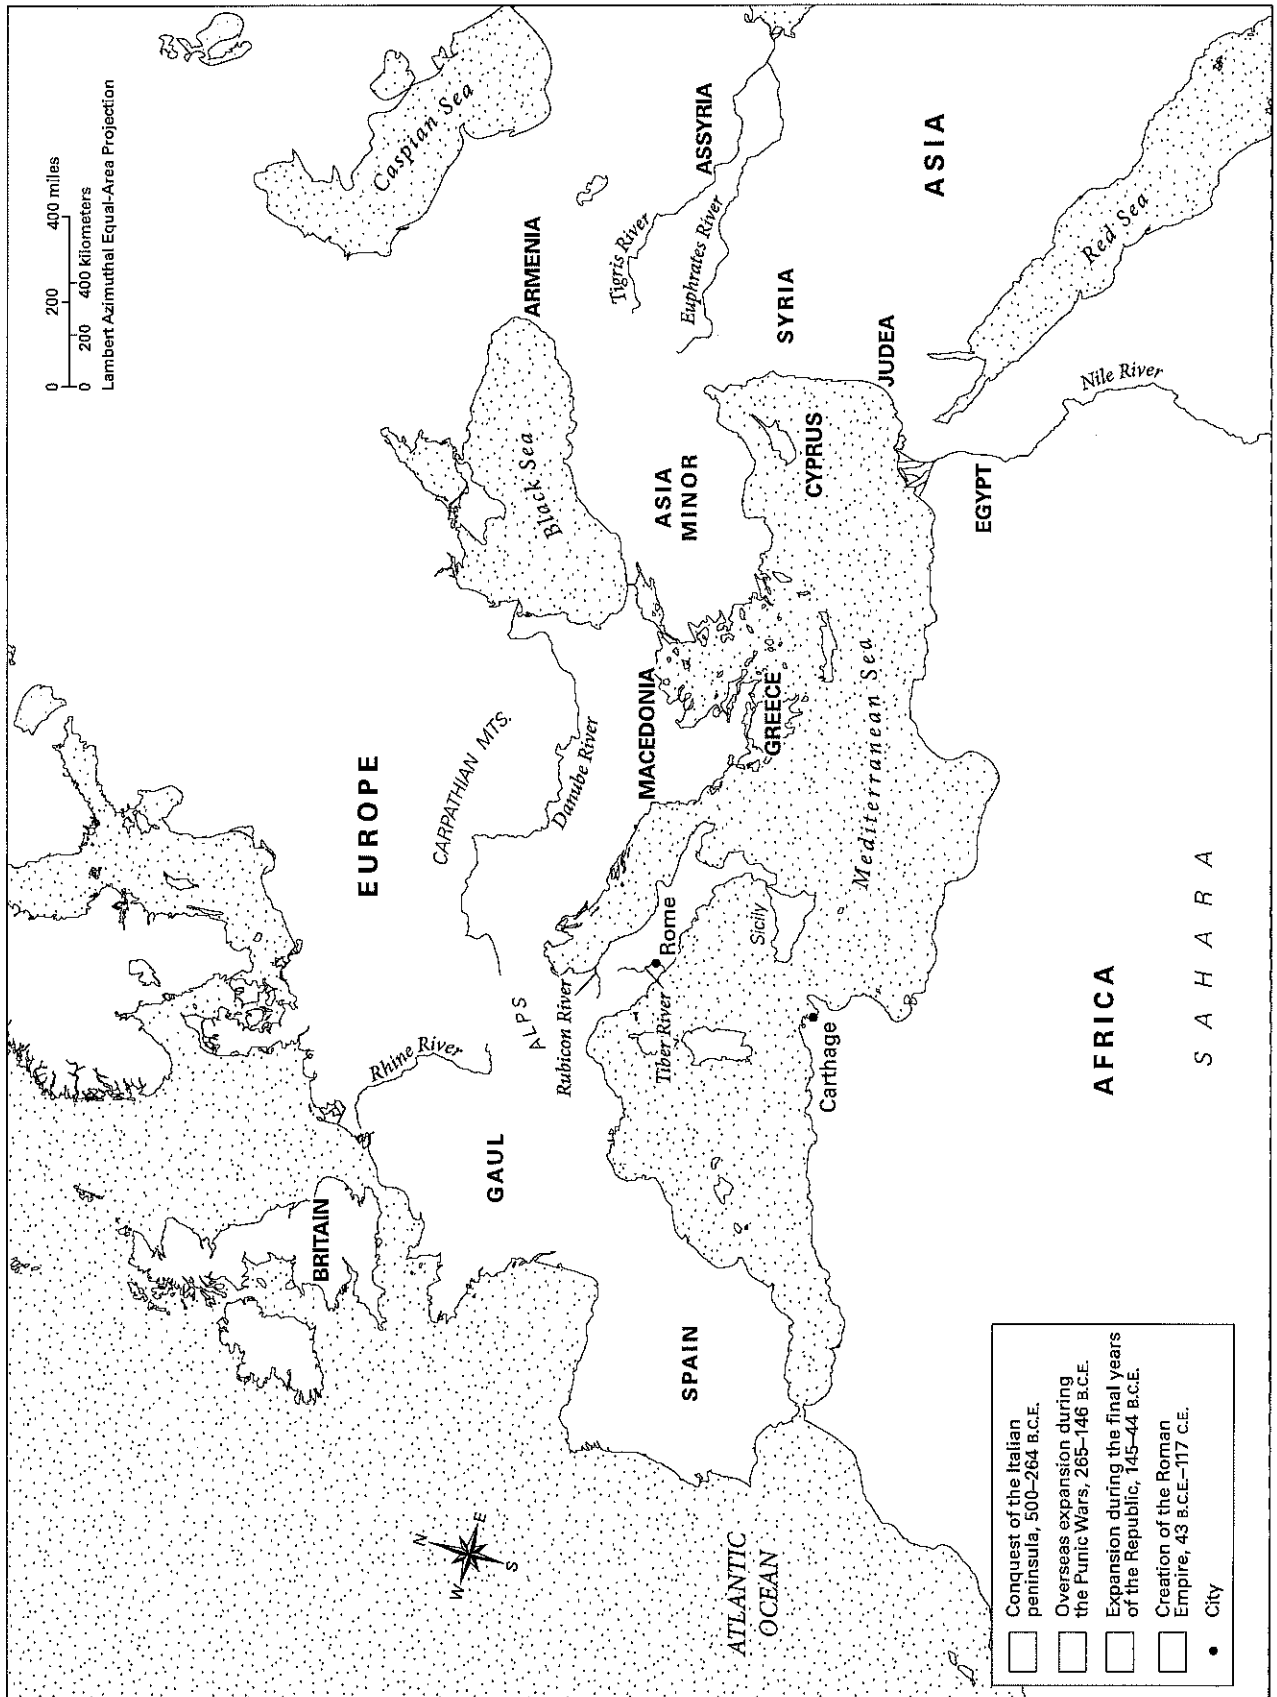 0 200 400 miles
0 200 400 Kilometers
Lambert Azimuthal Equal-Area Projection
Caspian Sea
EUROPE
CARPATHIAN MTS.
Danube River
Black Sea
ARMENIA
Rhine River
BRITAIN
GAUL
ALPS
Rubicon River
Tiber River
Rome
MACEDONIA
GREECE
ASIA
MINOR
Tigris River
Euphrates River
ASSYRIA
SYRIA
CYPRUS
JUDEA
ASIA
SPAIN
Sicily
Carthage
Mediterranean Sea
EGYPT
Nile River
Red Sea
AFRICA
SAHARA
ATLANTIC
OCEAN
N
E
S
W
Conquest of the Italian
peninsula, 500–264 B.C.E.
Overseas expansion during
the Punic Wars, 265–146 B.C.E.
Expansion during the final years
of the Republic, 145–44 B.C.E.
Creation of the Roman
Empire, 43 B.C.E.–117 C.E.
City